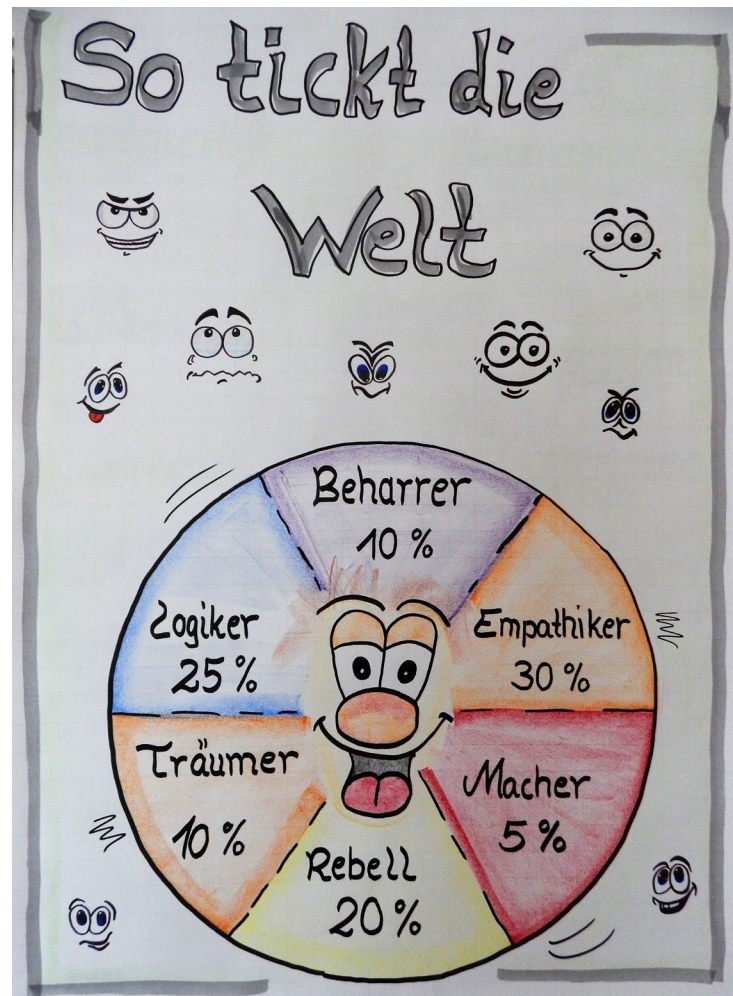 So tickt die
Welt
Beharrer
10 %
Logiker
25 %
Empathiker
30 %
Träumer
10 %
Macher
5 %
Rebell
20 %